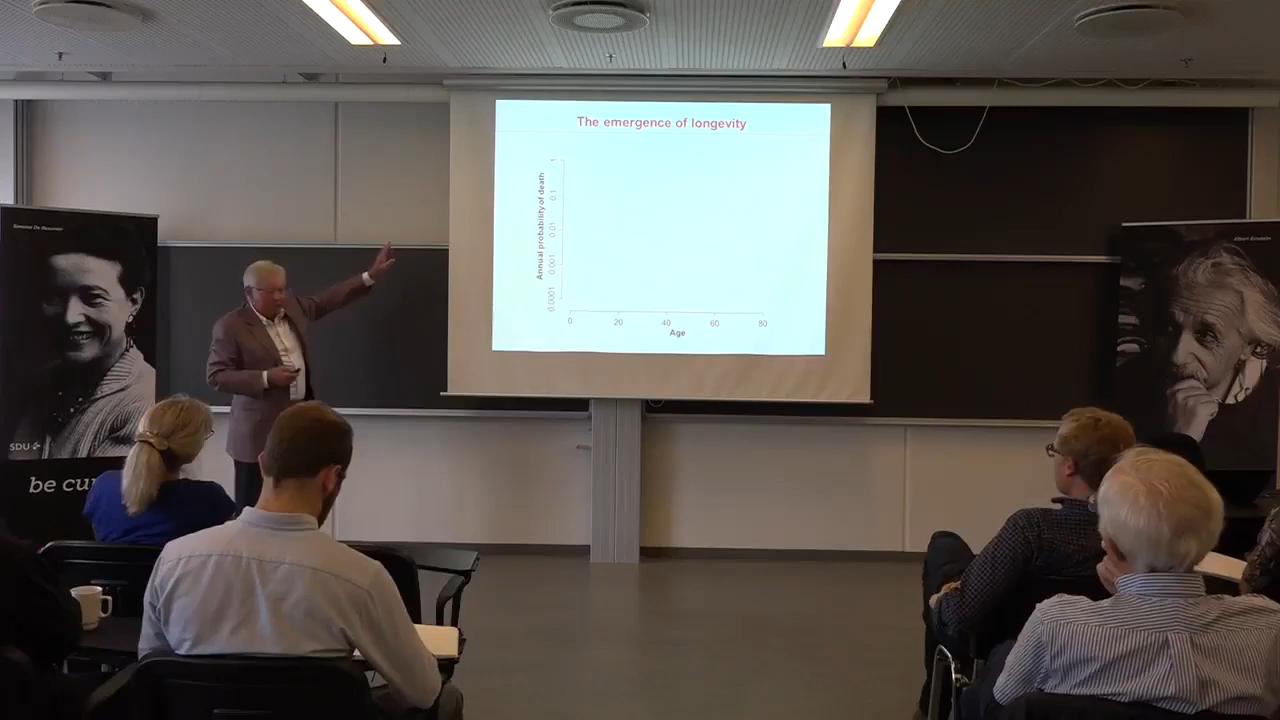 The emergence of longevity
Annual probability of death
1
0.1
0.01
0.001
0.0001
0 20 40 60 80
Age
Simone De Beauvoir
SDU
be cu
Albert Einstein